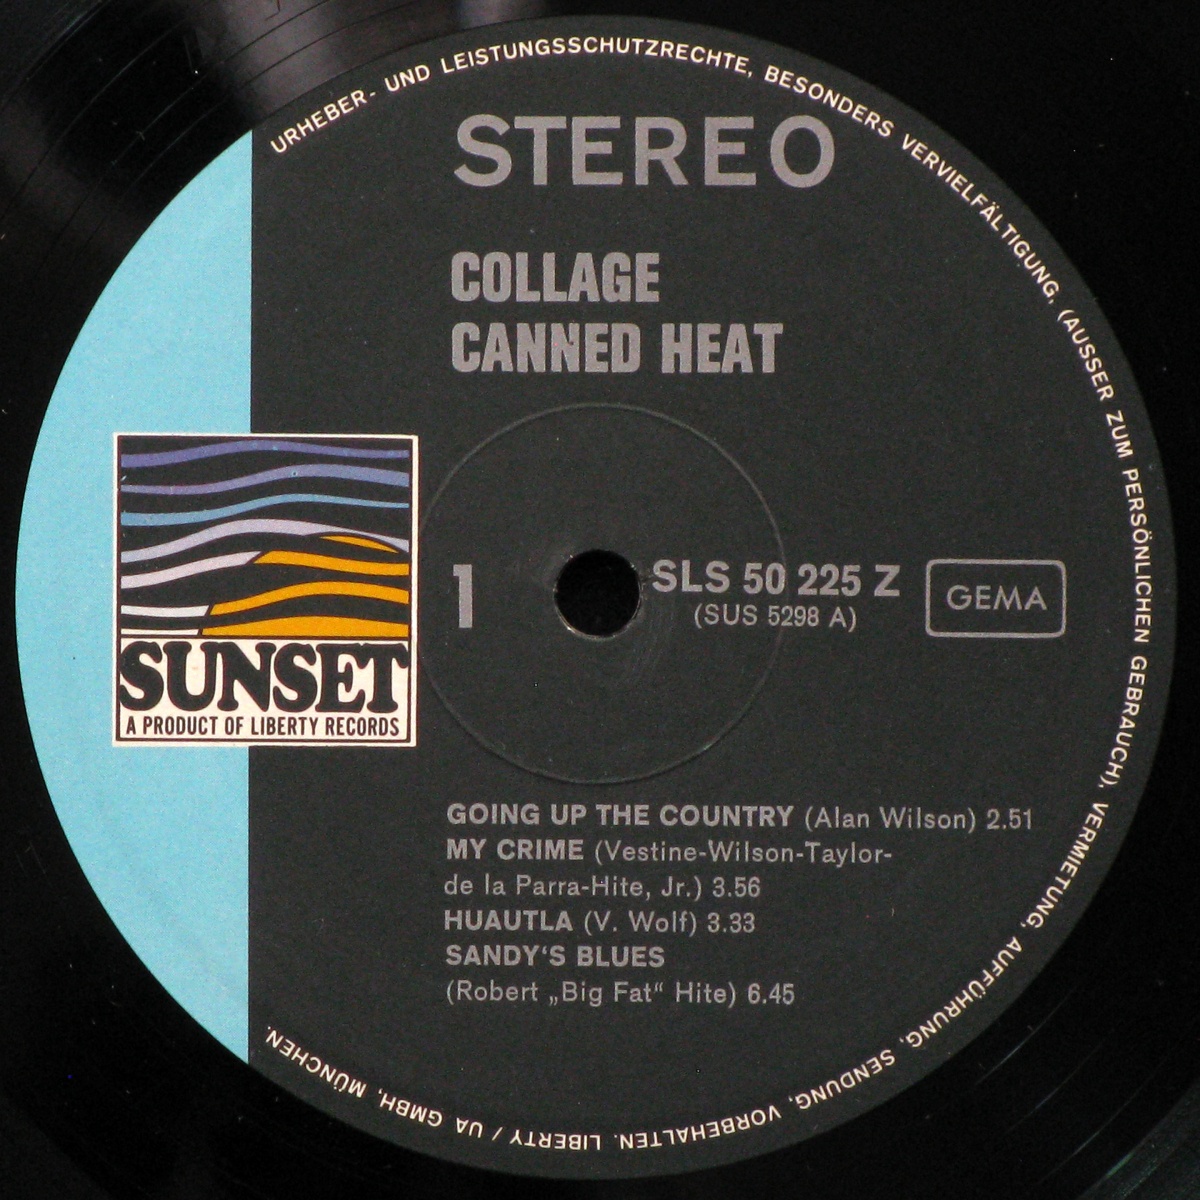 URHEBER- UND LEISTUNGSSCHUTZRECHTE, BESONDERS VERVIELFÄLTIGUNG, (AUSSER ZUM PERSÖNLICHEN GEBRAUCH), VERMIETUNG, AUFFÜHRUNG, SENDUNG, VORBEHALTEN. LIBERTY / UA GMBH, MÜNCHEN.
STEREO
COLLAGE
CANNED HEAT
1
SLS 50 225 Z
(SUS 5298 A)
GEMA
SUNSET
A PRODUCT OF LIBERTY RECORDS
GOING UP THE COUNTRY (Alan Wilson) 2.51
MY CRIME (Vestine-Wilson-Taylor-
de la Parra-Hite, Jr.) 3.56
HUAUTLA (V. Wolf) 3.33
SANDY'S BLUES
(Robert „Big Fat“ Hite) 6.45